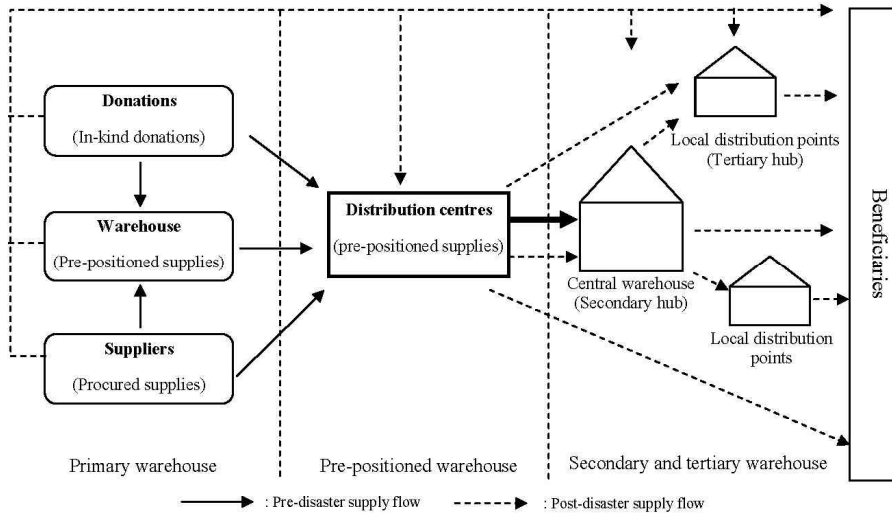 Donations
(In-kind donations)
Warehouse
(Pre-positioned supplies)
Suppliers
(Procured supplies)
Distribution centres
(pre-positioned supplies)
Local distribution points
(Tertiary hub)
Central warehouse
(Secondary hub)
Local distribution
points
Beneficiaries
Primary warehouse
Pre-positioned warehouse
Secondary and tertiary warehouse
: Pre-disaster supply flow
: Post-disaster supply flow